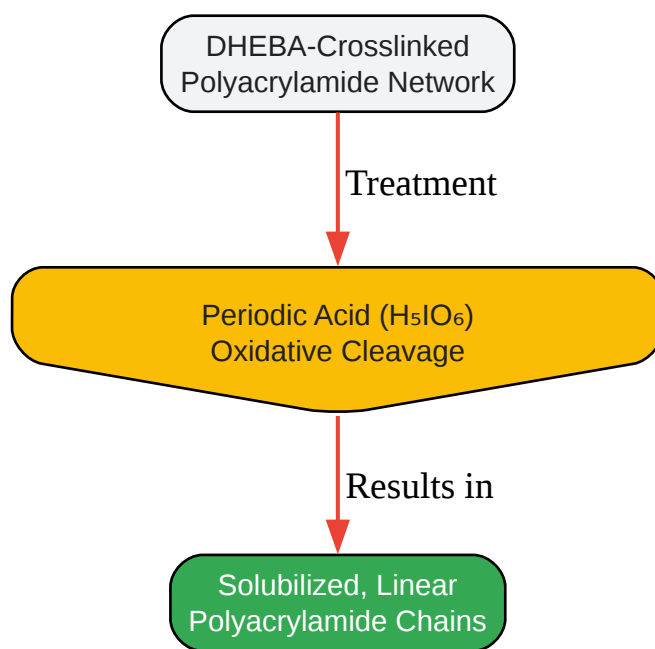 DHEBA-Crosslinked
Polyacrylamide Network
Treatment
Periodic Acid (H₅IO₆)
Oxidative Cleavage
Results in
Solubilized, Linear
Polyacrylamide Chains